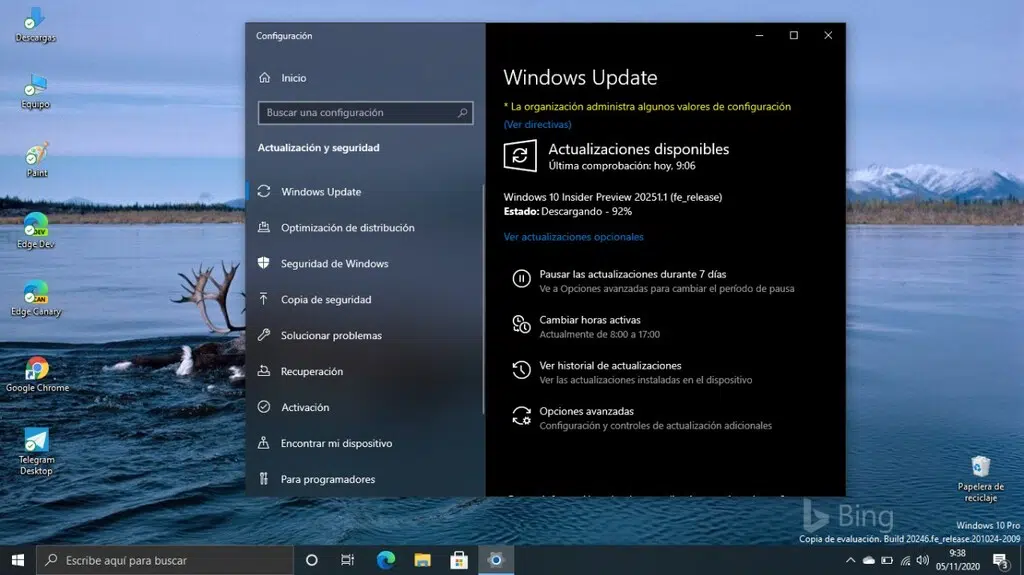 Descargas
Equipo
Paint
Edge Dev
Edge Canary
Google Chrome
Telegram
Desktop
Configuración
Inicio
Buscar una configuración
Actualización y seguridad
Windows Update
Optimización de distribución
Seguridad de Windows
Copia de seguridad
Solucionar problemas
Recuperación
Activación
Encontrar mi dispositivo
Para programadores
Windows Update
* La organización administra algunos valores de configuración
(Ver directivas)
Actualizaciones disponibles
Última comprobación: hoy, 9:06
Windows 10 Insider Preview 20251.1 (fe_release)
Estado: Descargando - 92%
Ver actualizaciones opcionales
Pausar las actualizaciones durante 7 días
Ve a Opciones avanzadas para cambiar el período de pausa
Cambiar horas activas
Actualmente de 8:00 a 17:00
Ver historial de actualizaciones
Ver las actualizaciones instaladas en el dispositivo
Opciones avanzadas
Configuración y controles de actualización adicionales
Papelera de
reciclaje
Bing
Windows 10 Pro
Copia de evaluación. Build 20246.fe_release.201024-2009
Escribe aquí para buscar
9:38
05/11/2020
3